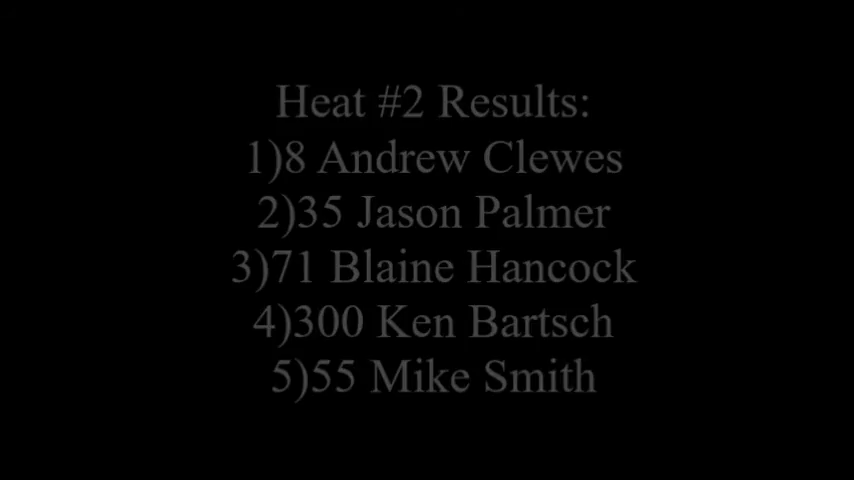 Heat #2 Results:
1)8 Andrew Clewes
2)35 Jason Palmer
3)71 Blaine Hancock
4)300 Ken Bartsch
5)55 Mike Smith